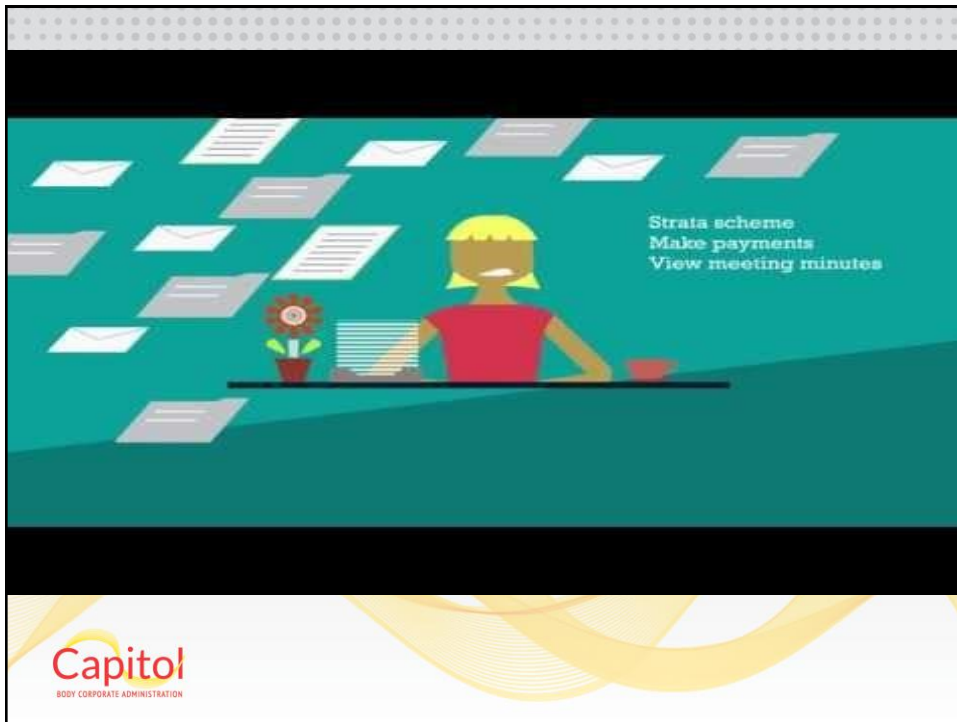 Strata scheme
Make payments
View meeting minutes
Capitol
BODY CORPORATE ADMINISTRATION